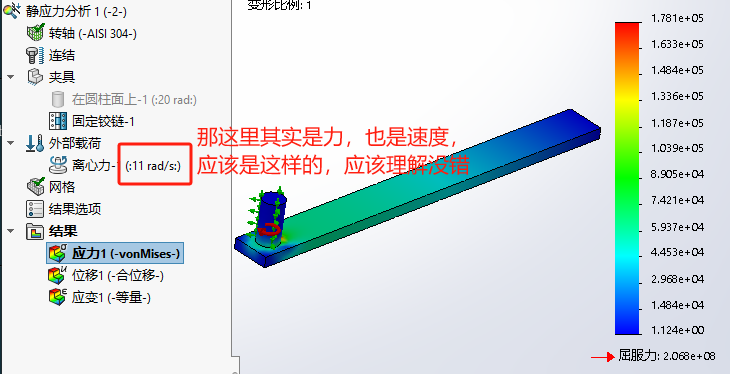 静应力分析 1 (-2-)
变形比例: 1
转轴 (-AISI 304-)
连结
夹具
在圆柱面上-1 (:20 rad:)
固定铰链-1
外部载荷
离心力- (:11 rad/s:)
网格
结果选项
结果
应力1 (-vonMises-)
位移1 (-合位移-)
应变1 (-等量-)
那这里其实是力，也是速度，
应该是这样的，应该理解没错
1.781e+05
1.633e+05
1.484e+05
1.336e+05
1.187e+05
1.039e+05
8.905e+04
7.421e+04
5.937e+04
4.453e+04
2.968e+04
1.484e+04
1.124e+00
屈服力: 2.068e+08